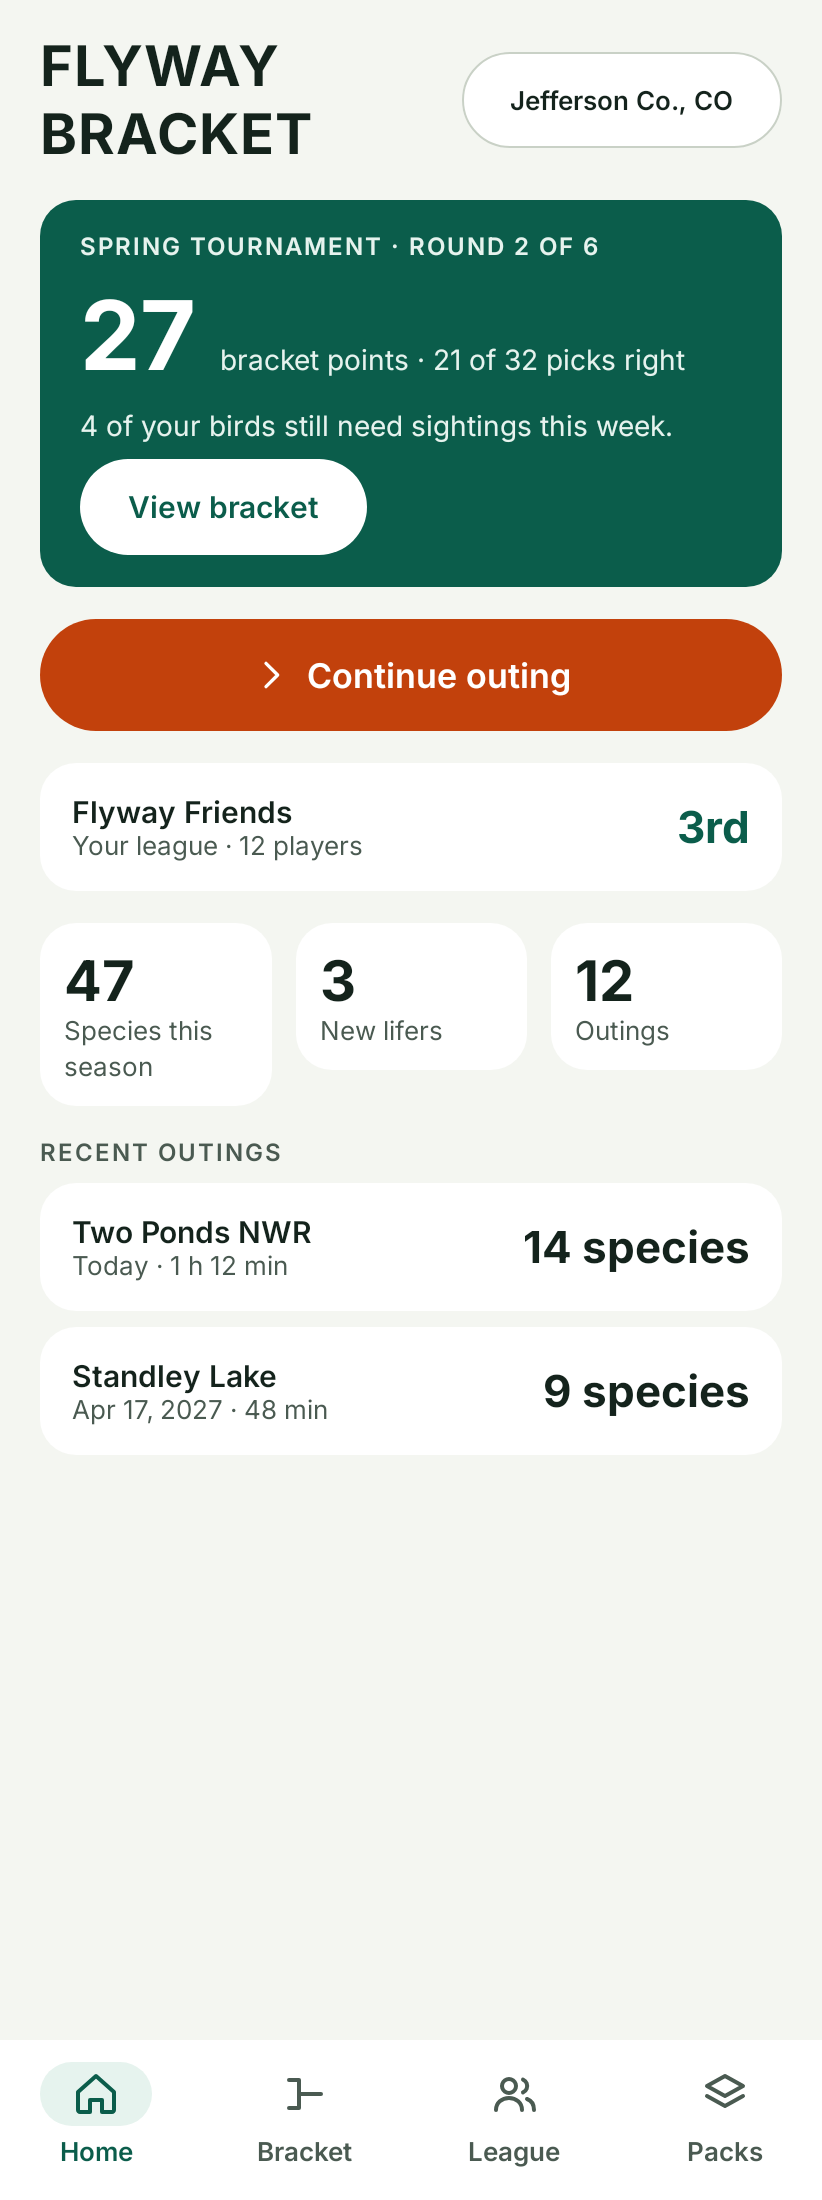 FLYWAY
BRACKET
Jefferson Co., CO
SPRING TOURNAMENT · ROUND 2 OF 6
27 bracket points · 21 of 32 picks right
4 of your birds still need sightings this week.
View bracket
Continue outing
Flyway Friends
Your league · 12 players
3rd
47
Species this
season
3
New lifers
12
Outings
RECENT OUTINGS
Two Ponds NWR
Today · 1 h 12 min
14 species
Standley Lake
Apr 17, 2027 · 48 min
9 species
Home
Bracket
League
Packs